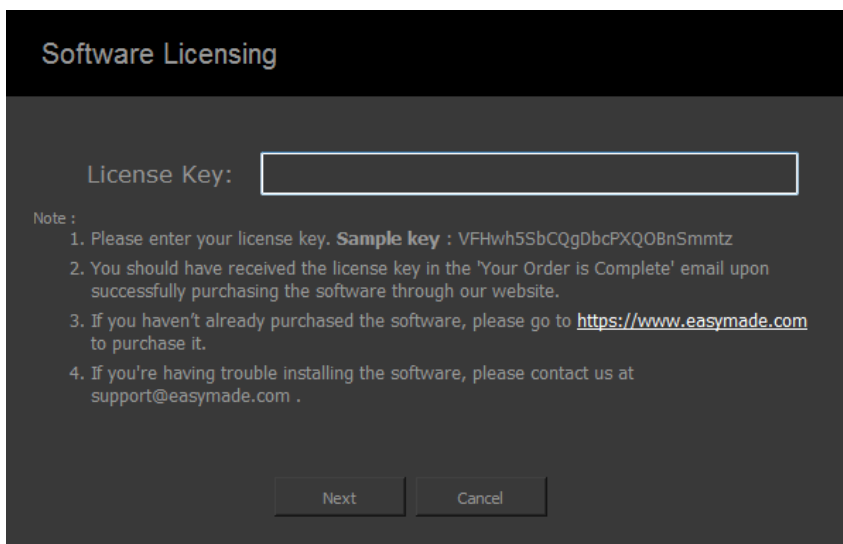 Software Licensing
License Key:
Note :
1. Please enter your license key. Sample key : VFHwh5SbCQgDbcPXQOBnSmmtz
2. You should have received the license key in the 'Your Order is Complete' email upon
successfully purchasing the software through our website.
3. If you haven’t already purchased the software, please go to https://www.easymade.com
to purchase it.
4. If you're having trouble installing the software, please contact us at
support@easymade.com .
Next Cancel